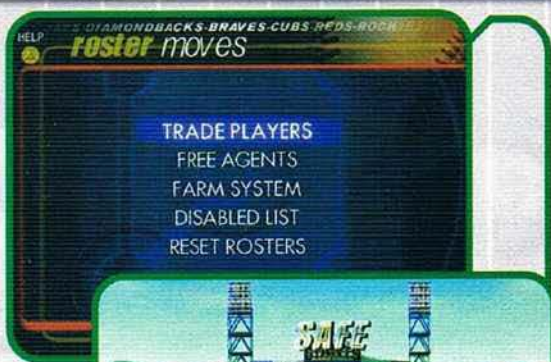 DIAMONDBACKS-BRAVES-CUBS-REDS-ROCK
HELP
roster moves
TRADE PLAYERS
FREE AGENTS
FARM SYSTEM
DISABLED LIST
RESET ROSTERS
SAFE